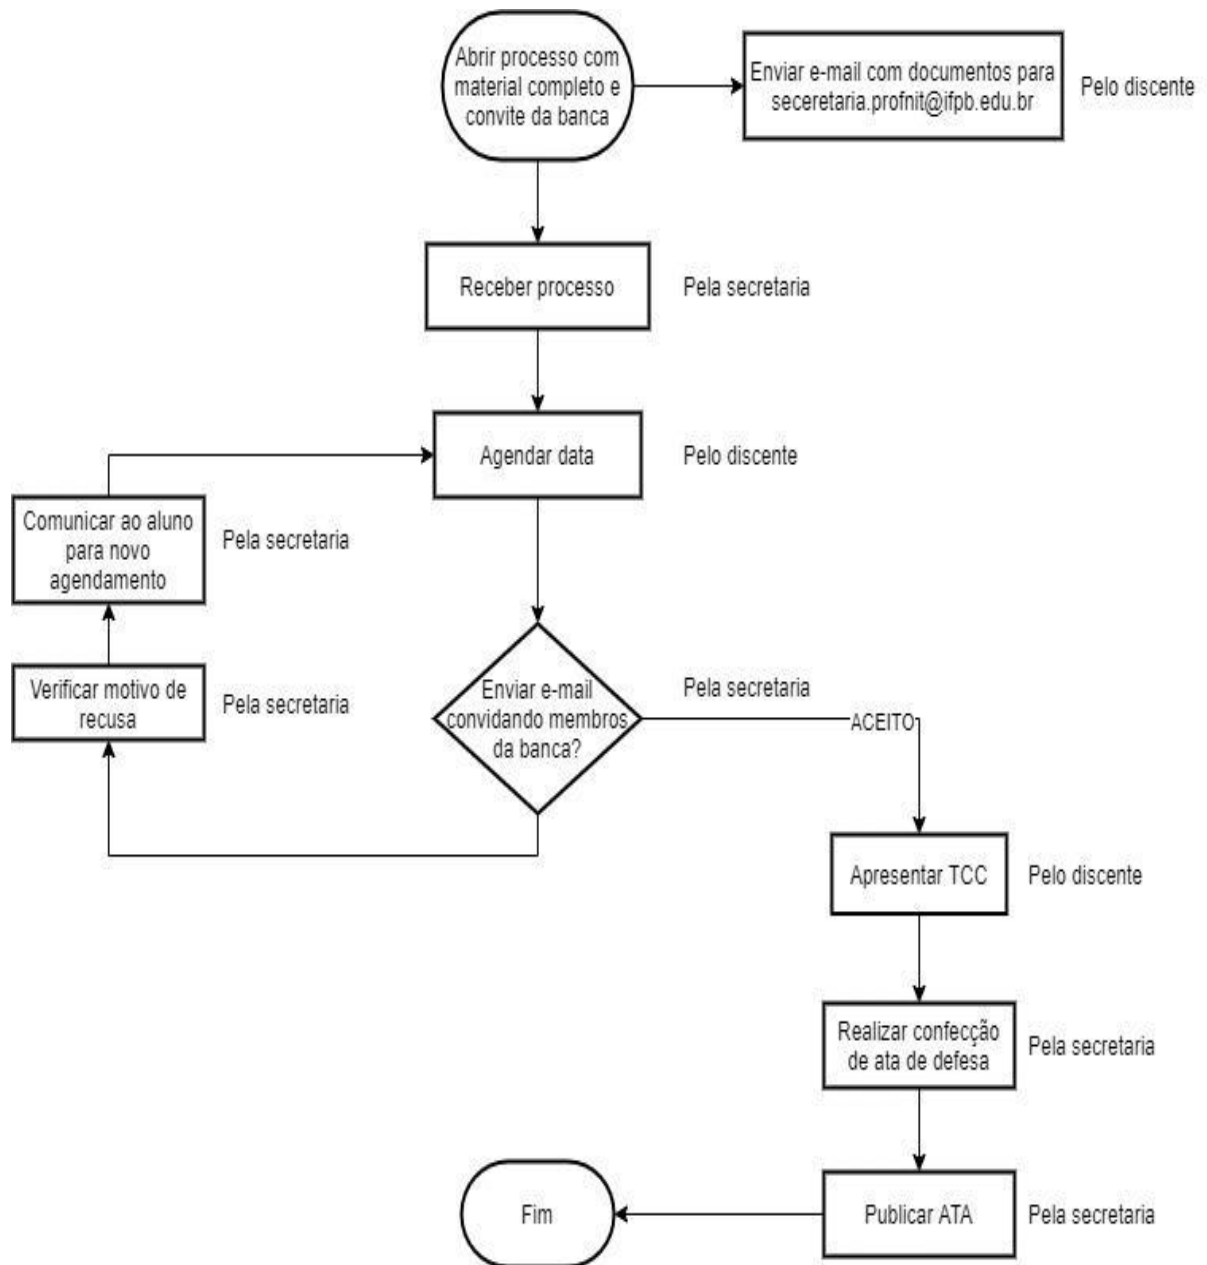 Abrir processo com
material completo e
convite da banca
Enviar e-mail com documentos para
seceretaria.profnit@ifpb.edu.br
Pelo discente
Receber processo
Pela secretaria
Agendar data
Pelo discente
Comunicar ao aluno
para novo
agendamento
Pela secretaria
Verificar motivo de
recusa
Pela secretaria
Enviar e-mail
convidando membros
da banca?
Pela secretaria
ACEITO
Apresentar TCC
Pelo discente
Realizar confecção
de ata de defesa
Pela secretaria
Publicar ATA
Pela secretaria
Fim